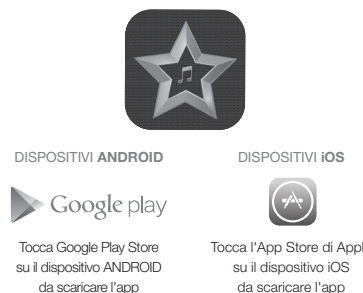 DISPOSITIVI ANDROID
Google play
Tocca Google Play Store
su il dispositivo ANDROID
da scaricare l'app
DISPOSITIVI iOS
Tocca l'App Store di Appl
su il dispositivo iOS
da scaricare l'app